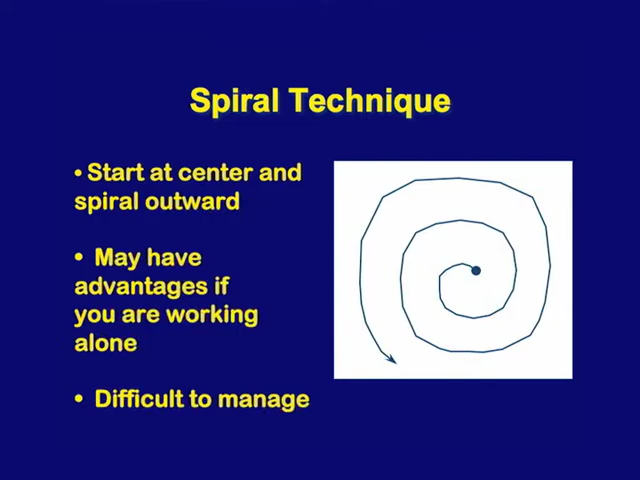 Spiral Technique
• Start at center and
spiral outward
• May have
advantages if
you are working
alone
• Difficult to manage